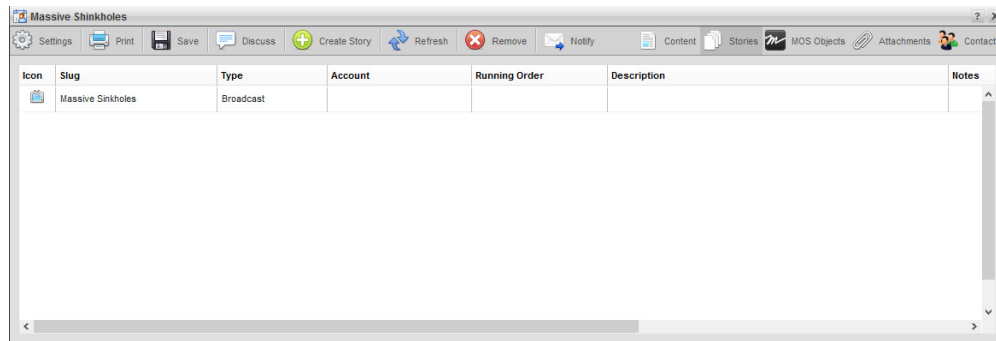 Massive Shinkholes ? X
Settings Print Save Discuss Create Story Refresh Remove Notify Content Stories MOS Objects Attachments Contact
Icon Slug Type Account Running Order Description Notes
Massive Sinkholes Broadcast